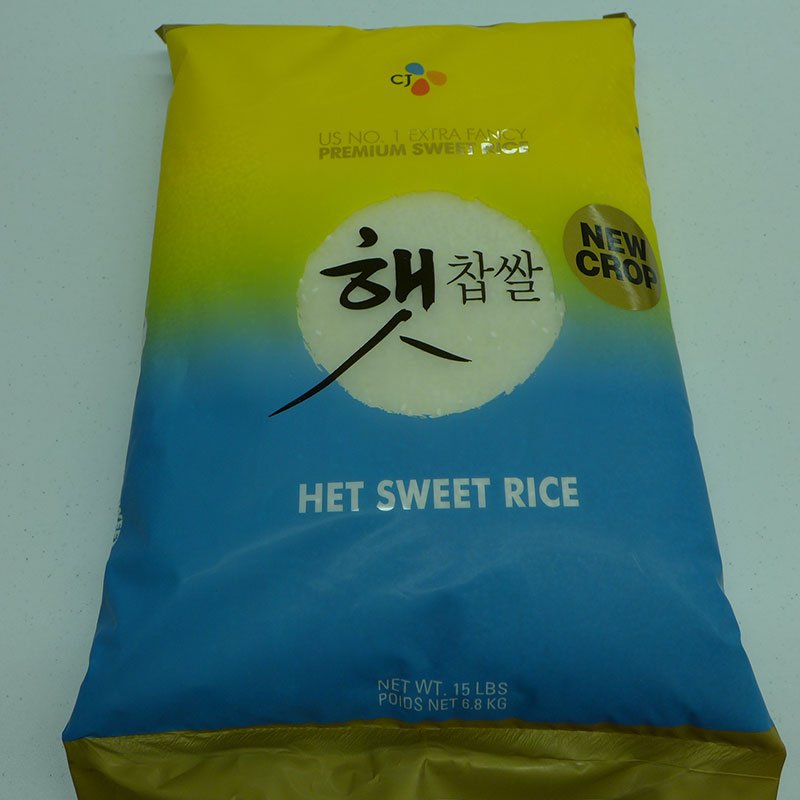 CJ
US NO. 1 EXTRA FANCY
PREMIUM SWEET RICE
햇찹쌀
NEW
CROP
HET SWEET RICE
NET WT. 15 LBS
POIDS NET 6.8 KG